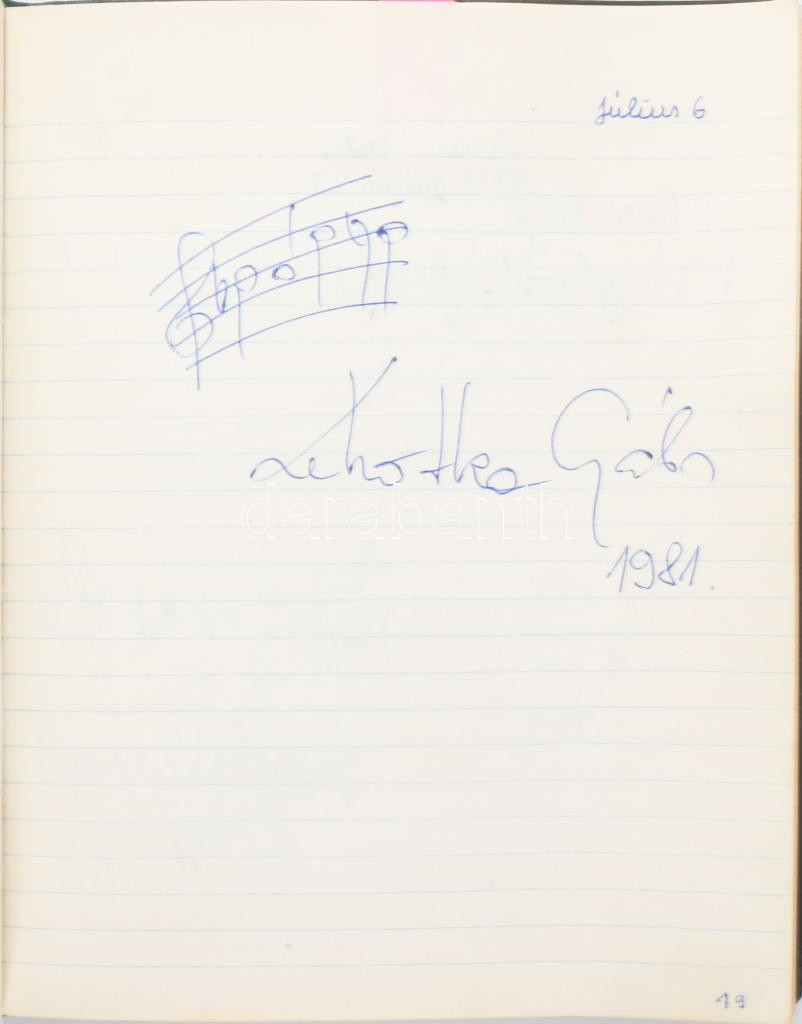 Július 6
Lehotka Gábor
darabanth
1981.
19